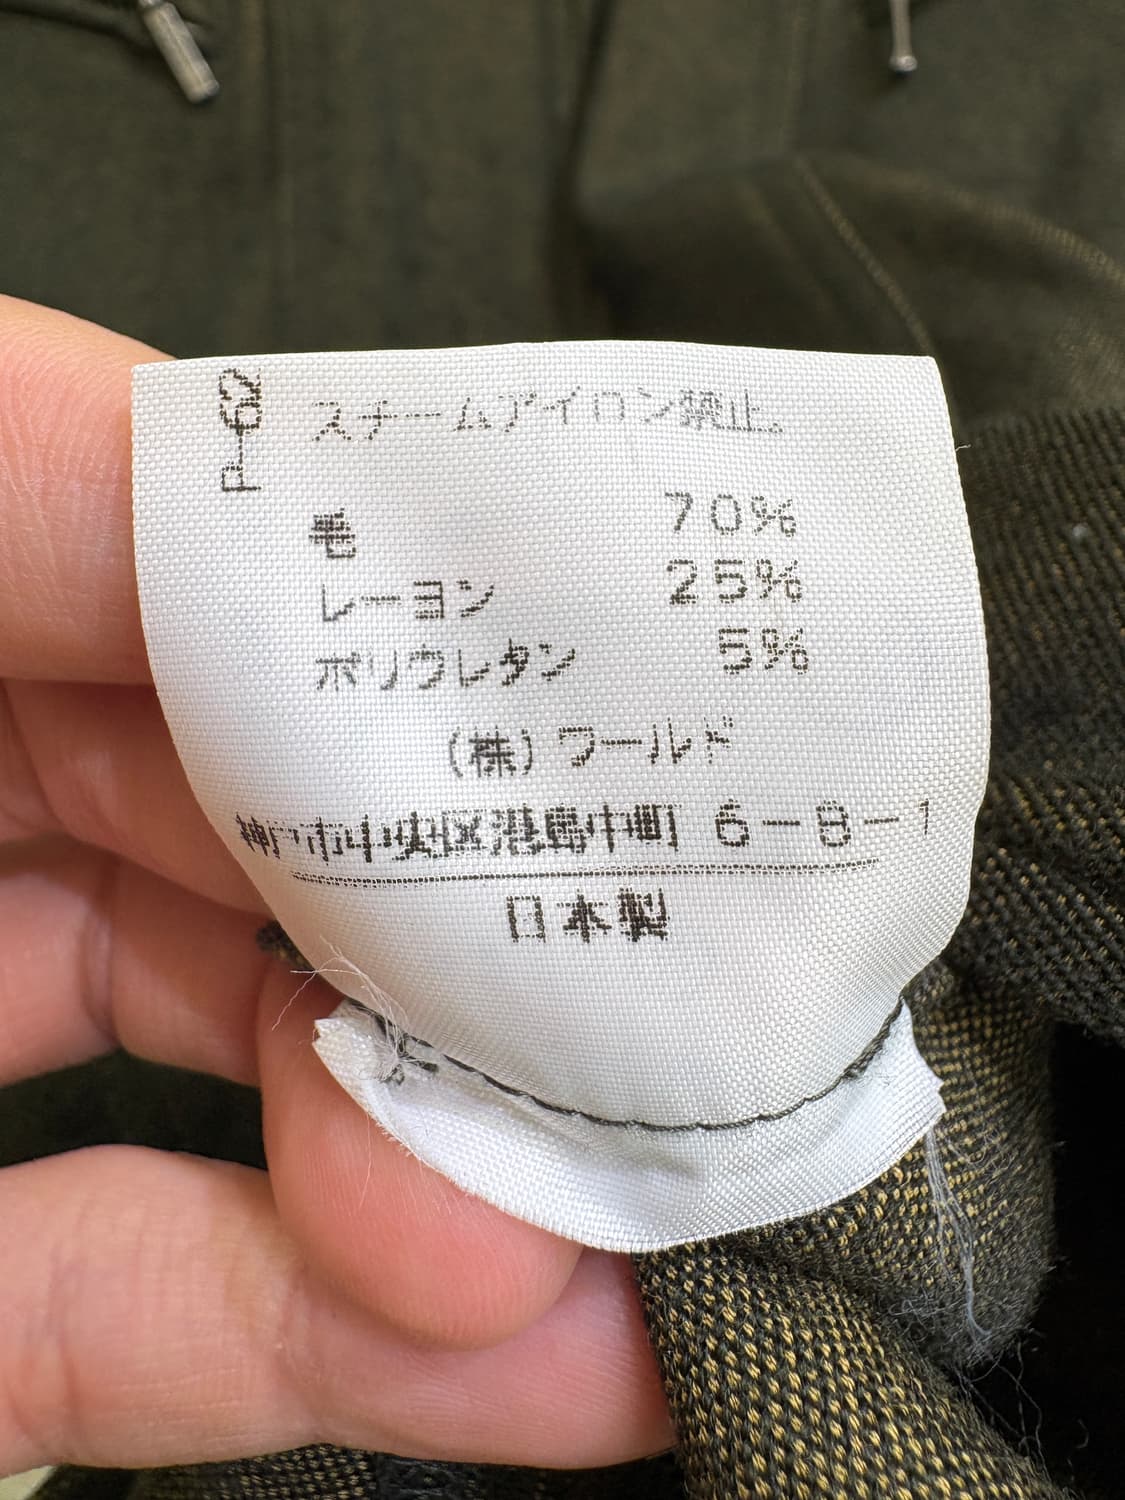 P-62
スチームアイロン禁止。
毛 70%
レーヨン 25%
ポリウレタン 5%
(株)ワールド
神戸市中央区港島中町 6-8-1
日本製